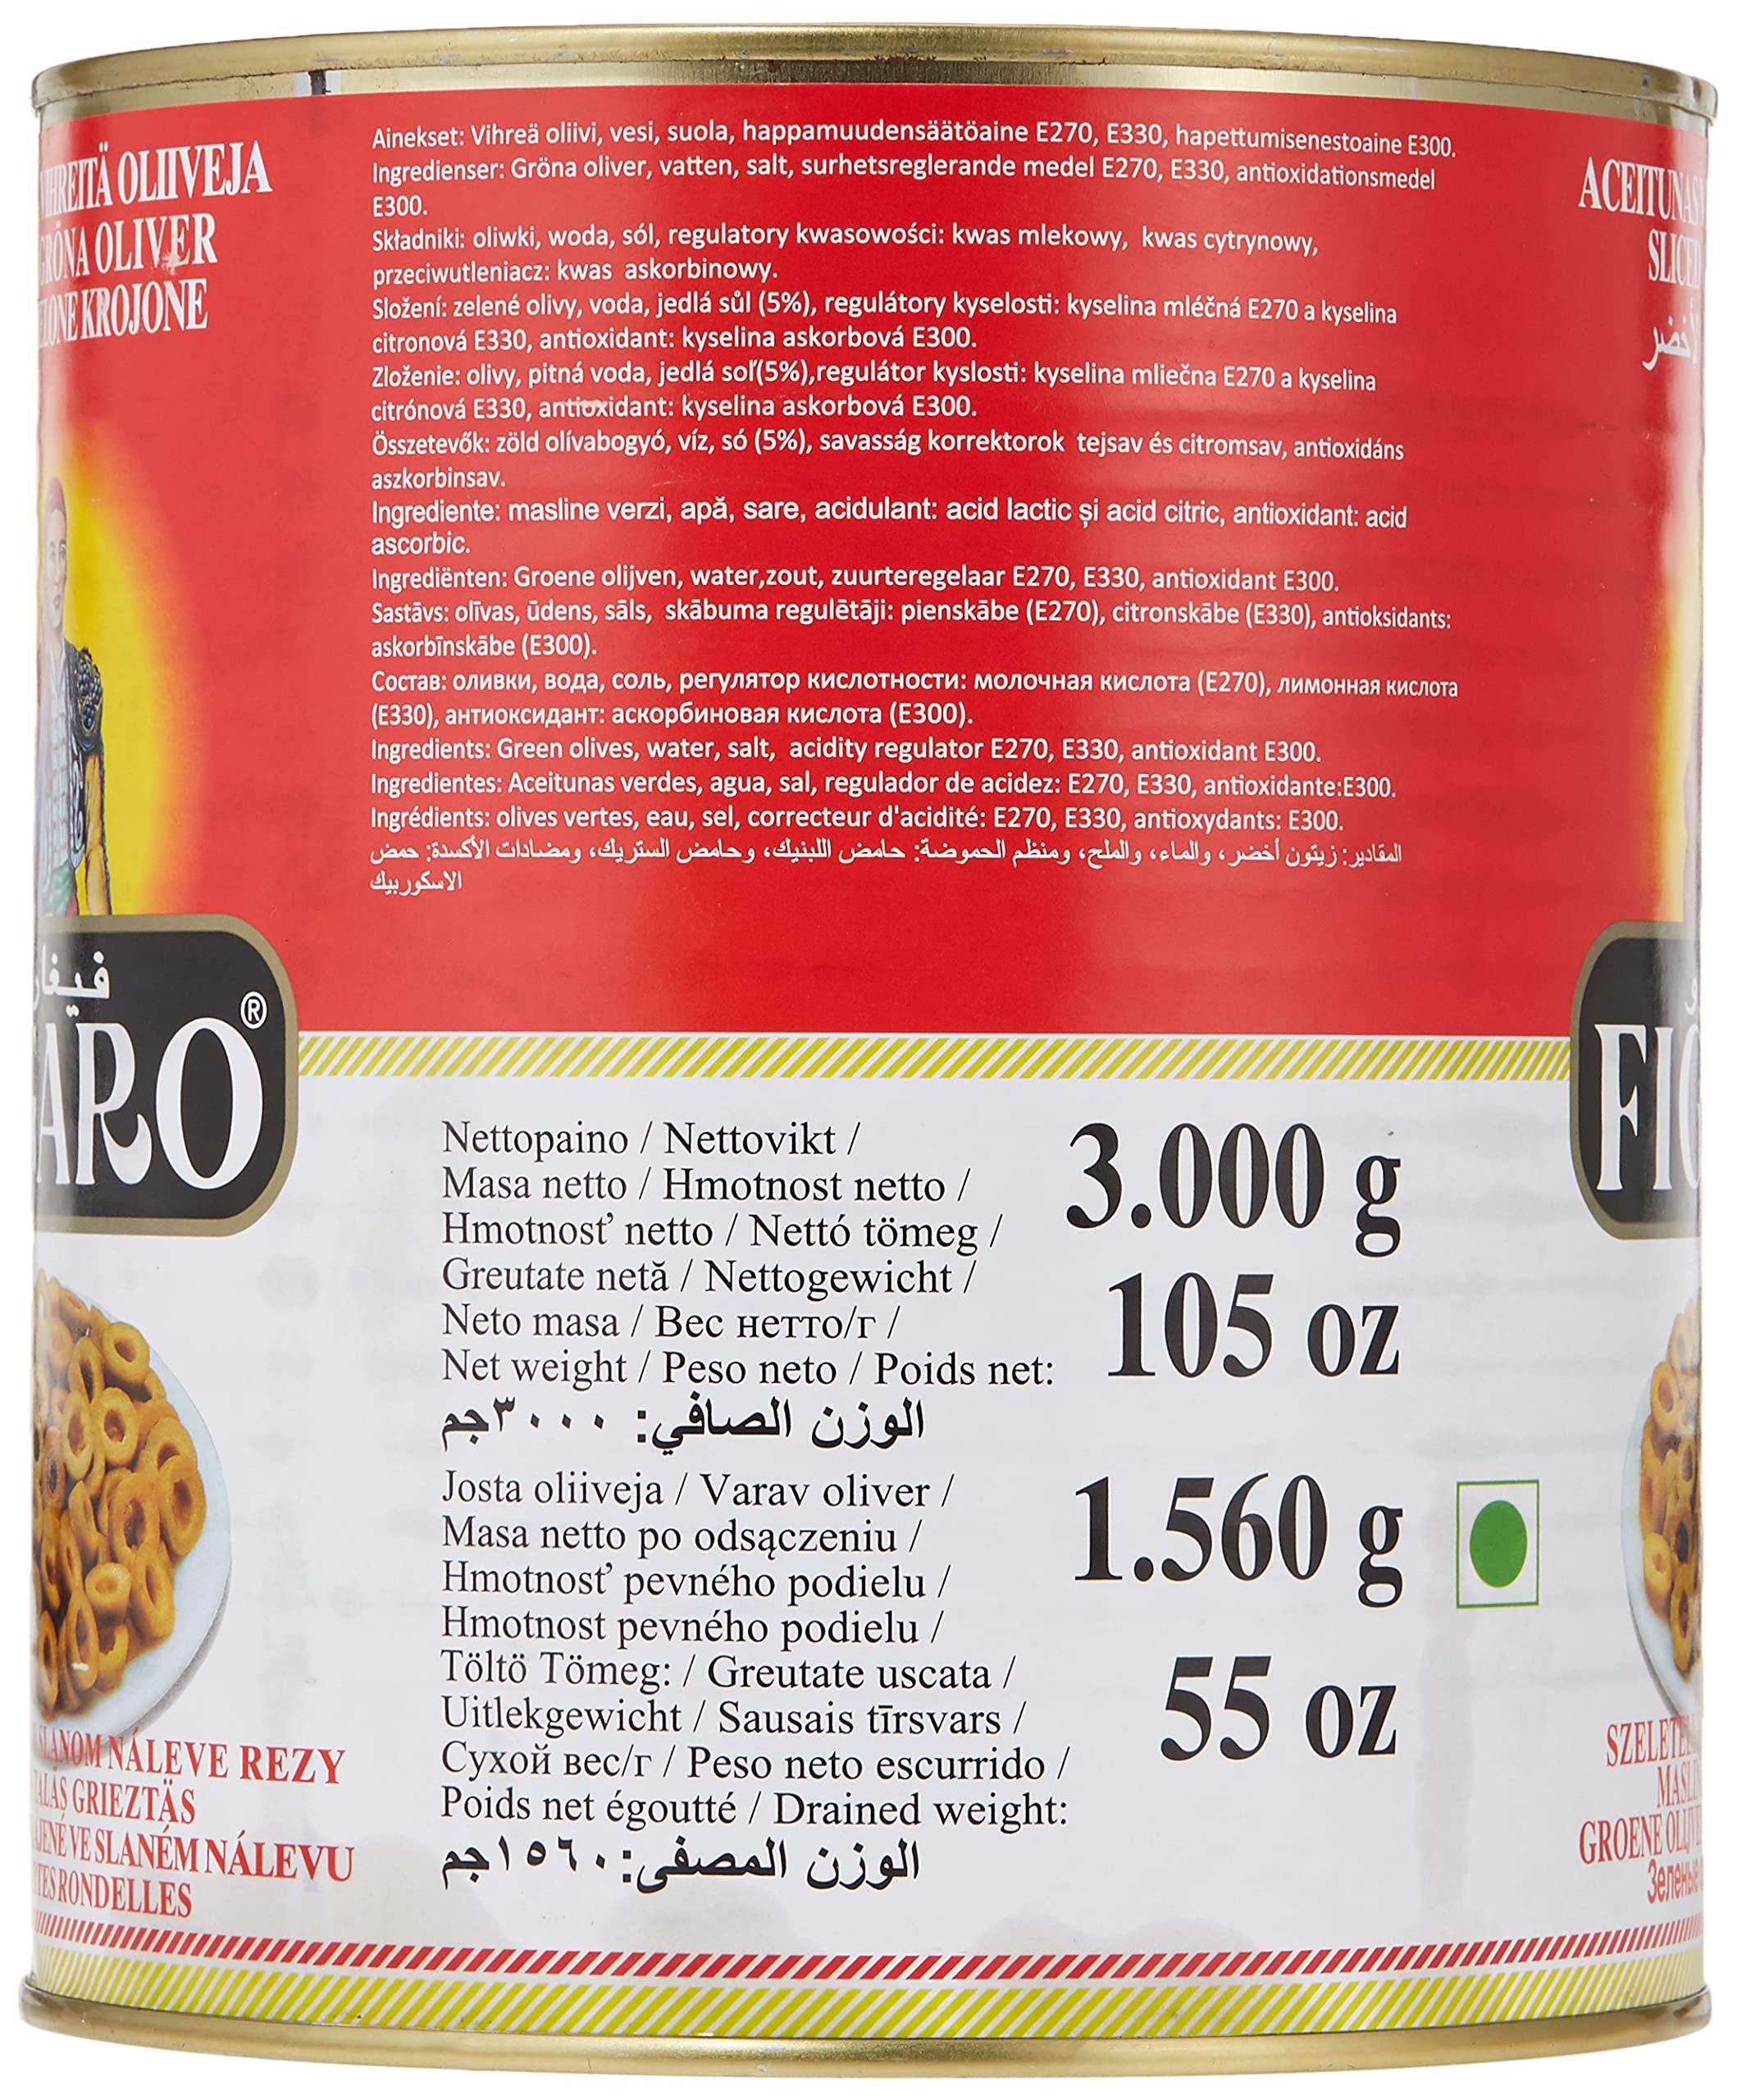 OLIIVEJA
OLIVER
KROJONE
Ainekset: Vihreä oliivi, vesi, suola, happamuudensäätöaine E270, E330, hapettumisenestoaine E300.
Ingredienser: Gröna oliver, vatten, salt, surhetsreglerande medel E270, E330, antioxidationsmedel
E300.
Składniki: oliwki, woda, sól, regulatory kwasowości: kwas mlekowy, kwas cytrynowy,
przeciwutleniacz: kwas askorbinowy.
Složení: zelené olivy, voda, jedlá sůl (5%), regulátory kyselosti: kyselina mléčná E270 a kyselina
citronová E330, antioxidant: kyselina askorbová E300.
Zloženie: olivy, pitná voda, jedlá soľ(5%),regulátor kyslosti: kyselina mliečna E270 a kyselina
citrónová E330, antioxidant: kyselina askorbová E300.
Összetevők: zöld olívabogyó, víz, só (5%), savasság korrektorok tejsav és citromsav, antioxidáns
aszkorbinsav.
Ingrediente: masline verzi, apă, sare, acidulant: acid lactic și acid citric, antioxidant: acid
ascorbic.
Ingrediënten: Groene olijven, water,zout, zuurteregelaar E270, E330, antioxidant E300.
Sastāvs: olīvas, ūdens, sāls, skābuma regulētāji: pienskābe (E270), citronskābe (E330), antioksidants:
askorbīnskābe (E300).
Состав: оливки, вода, соль, регулятор кислотности: молочная кислота (E270), лимонная кислота
(E330), антиоксидант: аскорбиновая кислота (E300).
Ingredients: Green olives, water, salt, acidity regulator E270, E330, antioxidant E300.
Ingredientes: Aceitunas verdes, agua, sal, regulador de acidez: E270, E330, antioxidante:E300.
Ingrédients: olives vertes, eau, sel, correcteur d'acidité: E270, E330, antioxydants: E300.
المقادير: زيتون أخضر، والماء، والملح، ومنظم الحموضة: حامض اللبنيك، وحامض الستريك، ومضادات الأكسدة: حمض
الاسكوربيك
ACEITUNAS
SLICED
®
Nettopaino / Nettovikt /
Masa netto / Hmotnost netto /
Hmotnosť netto / Nettó tömeg /
Greutate netă / Nettogewicht /
Neto masa / Вес нетто/г /
Net weight / Peso neto / Poids net:
الوزن الصافي: ٣٠٠٠جم
3.000 g
105 oz
Josta oliiveja / Varav oliver /
Masa netto po odsączeniu /
Hmotnosť pevného podielu /
Hmotnost pevného podielu /
Töltö Tömeg: / Greutate uscata /
Uitlekgewicht / Sausais tīrsvars /
Сухой вес/г / Peso neto escurrido /
Poids net égoutté / Drained weight:
الوزن المصفى: ١٥٦٠جم
1.560 g
55 oz
NÁLEVE REZY
GRIEZTĀS
VE SLANÉM NÁLEVU
RONDELLES
GROENE